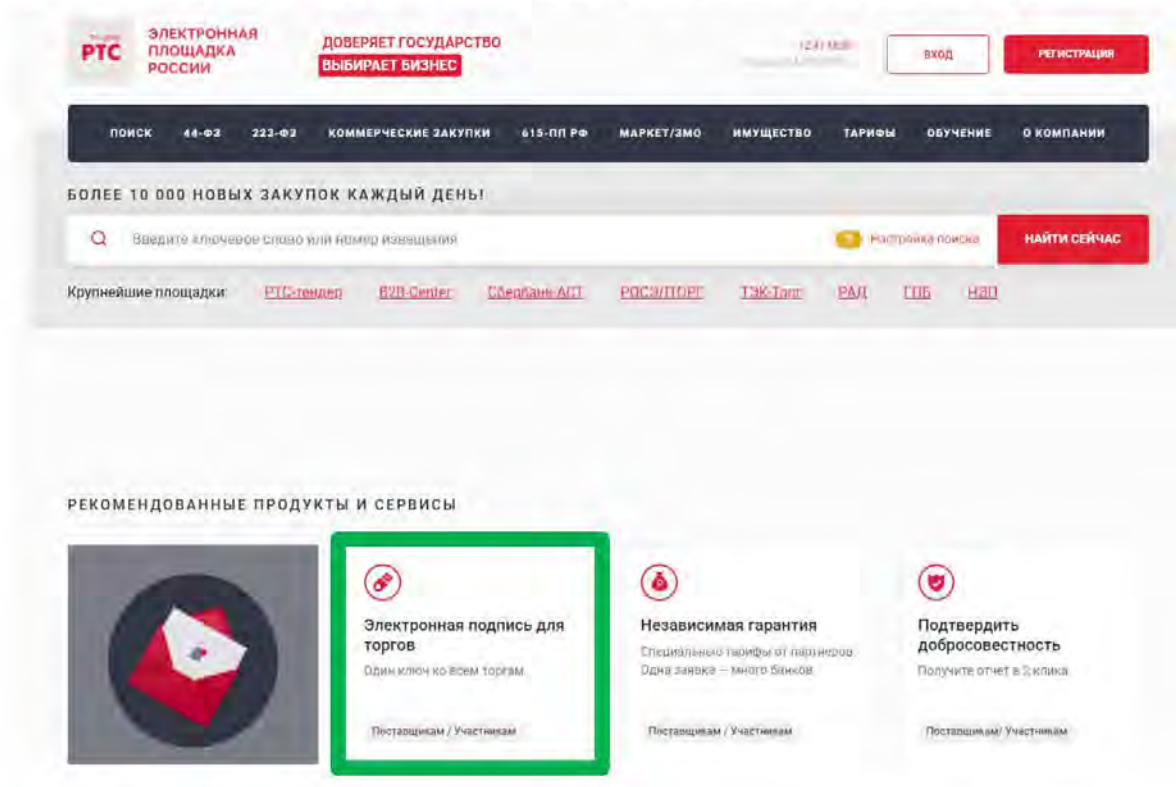 РТС
ЭЛЕКТРОННАЯ
ПЛОЩАДКА
РОССИИ
ДОВЕРЯЕТ ГОСУДАРСТВО
ВЫБИРАЕТ БИЗНЕС
ВХОД
РЕГИСТРАЦИЯ
ПОИСК 44-ФЗ 223-ФЗ КОММЕРЧЕСКИЕ ЗАКУПКИ 615-ПП РФ МАРКЕТ/ЗМО ИМУЩЕСТВО ТАРИФЫ ОБУЧЕНИЕ О КОМПАНИИ
БОЛЕЕ 10 000 НОВЫХ ЗАКУПОК КАЖДЫЙ ДЕНЬ!
Введите ключевое слово или номер извещения
Настройка поиска
НАЙТИ СЕЙЧАС
Крупнейшие площадки: РТС-тендер B2B-Center Сбербанк-АСТ РОСЭЛТОРГ ТЭК-Торг РАД ГПБ НЭП
РЕКОМЕНДОВАННЫЕ ПРОДУКТЫ И СЕРВИСЫ
Электронная подпись для
торгов
Один ключ ко всем торгам.
Поставщикам / Участникам
Независимая гарантия
Специальные тарифы от партнеров.
Одна заявка – много банков.
Поставщикам / Участникам
Подтвердить
добросовестность
Получите отчет в 2 клика.
Поставщикам/ Участникам